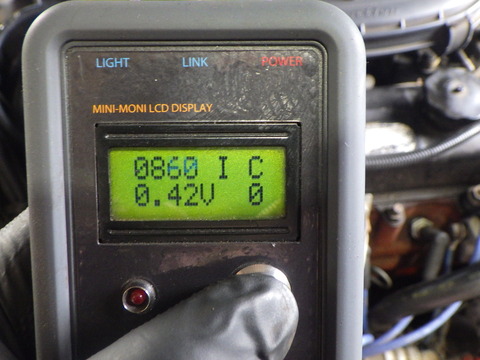 LIGHT LINK POWER
MINI-MONI LCD DISPLAY
0860 I C
0.42V 0